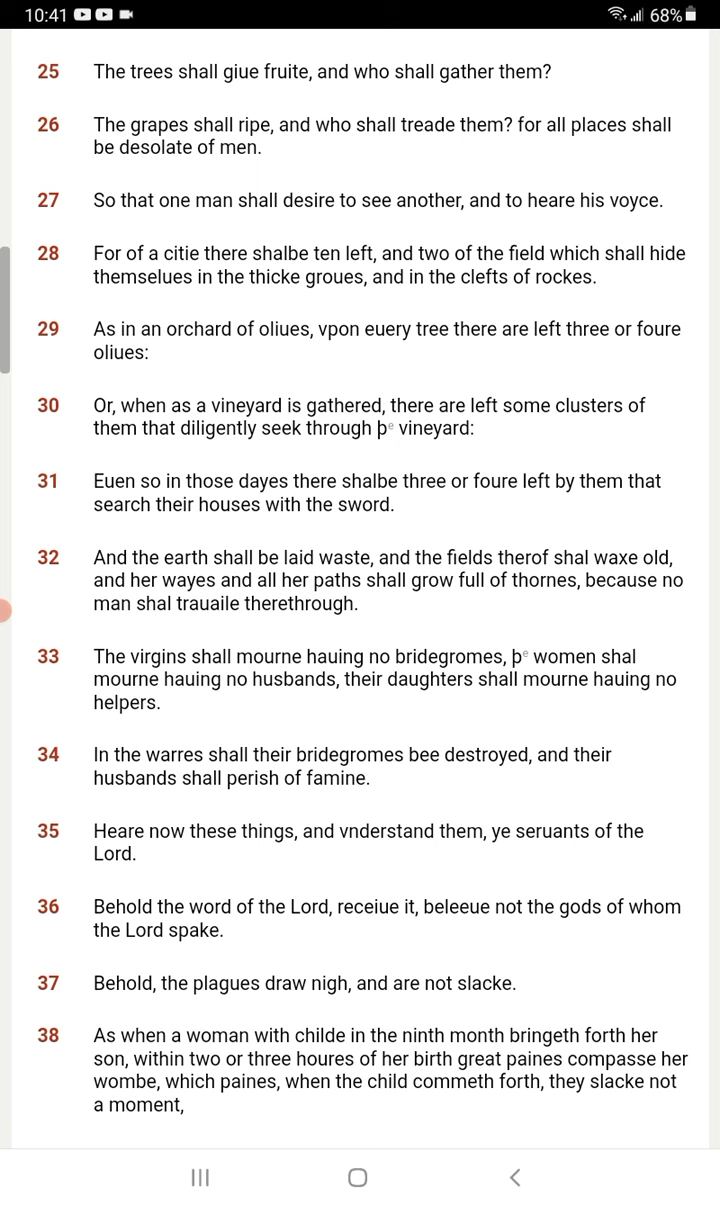 10:41 68%
25 The trees shall giue fruite, and who shall gather them?
26 The grapes shall ripe, and who shall treade them? for all places shall
be desolate of men.
27 So that one man shall desire to see another, and to heare his voyce.
28 For of a citie there shalbe ten left, and two of the field which shall hide
themselues in the thicke groues, and in the clefts of rockes.
29 As in an orchard of oliues, vpon euery tree there are left three or foure
oliues:
30 Or, when as a vineyard is gathered, there are left some clusters of
them that diligently seek through þᵉ vineyard:
31 Euen so in those dayes there shalbe three or foure left by them that
search their houses with the sword.
32 And the earth shall be laid waste, and the fields therof shal waxe old,
and her wayes and all her paths shall grow full of thornes, because no
man shal trauaile therethrough.
33 The virgins shall mourne hauing no bridegromes, þᵉ women shal
mourne hauing no husbands, their daughters shall mourne hauing no
helpers.
34 In the warres shall their bridegromes bee destroyed, and their
husbands shall perish of famine.
35 Heare now these things, and vnderstand them, ye seruants of the
Lord.
36 Behold the word of the Lord, receiue it, beleeue not the gods of whom
the Lord spake.
37 Behold, the plagues draw nigh, and are not slacke.
38 As when a woman with childe in the ninth month bringeth forth her
son, within two or three houres of her birth great paines compasse her
wombe, which paines, when the child commeth forth, they slacke not
a moment,